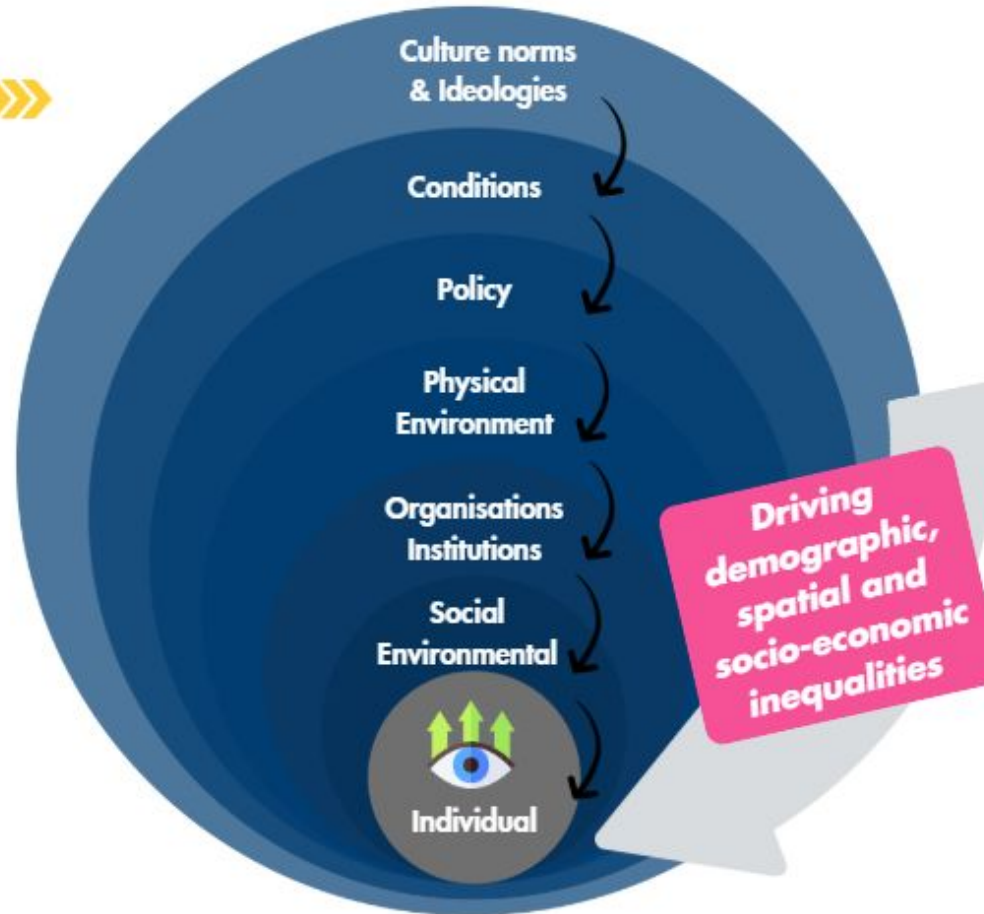 Culture norms
& Ideologies
Conditions
Policy
Physical
Environment
Organisations
Institutions
Social
Environmental
Individual
Driving
demographic,
spatial and
socio-economic
inequalities